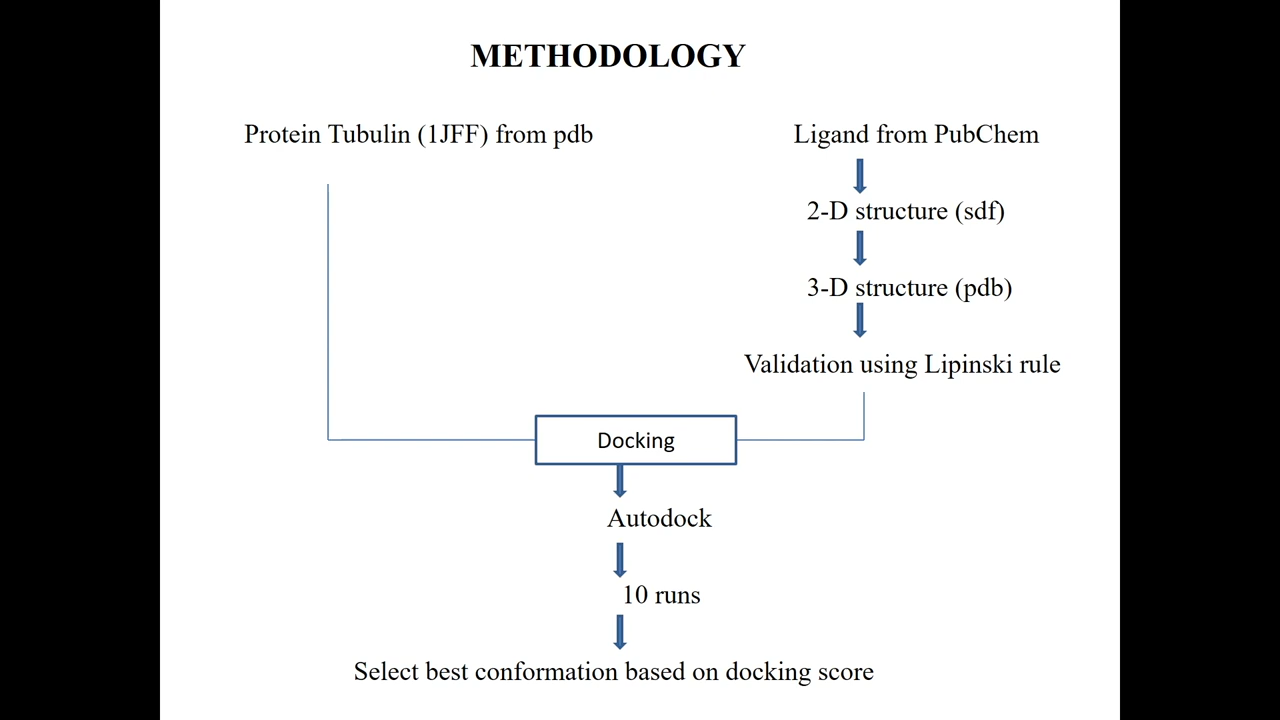 METHODOLOGY
Protein Tubulin (1JFF) from pdb
Ligand from PubChem
2-D structure (sdf)
3-D structure (pdb)
Validation using Lipinski rule
Docking
Autodock
10 runs
Select best conformation based on docking score